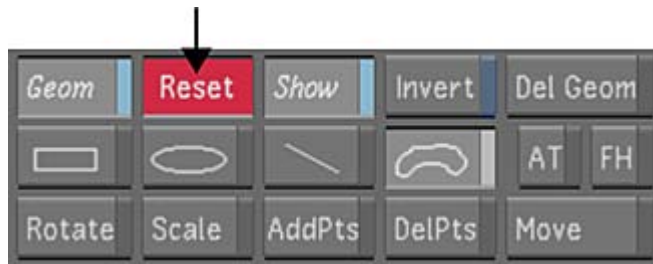 Geom Reset Show Invert Del Geom
AT FH
Rotate Scale AddPts DelPts Move